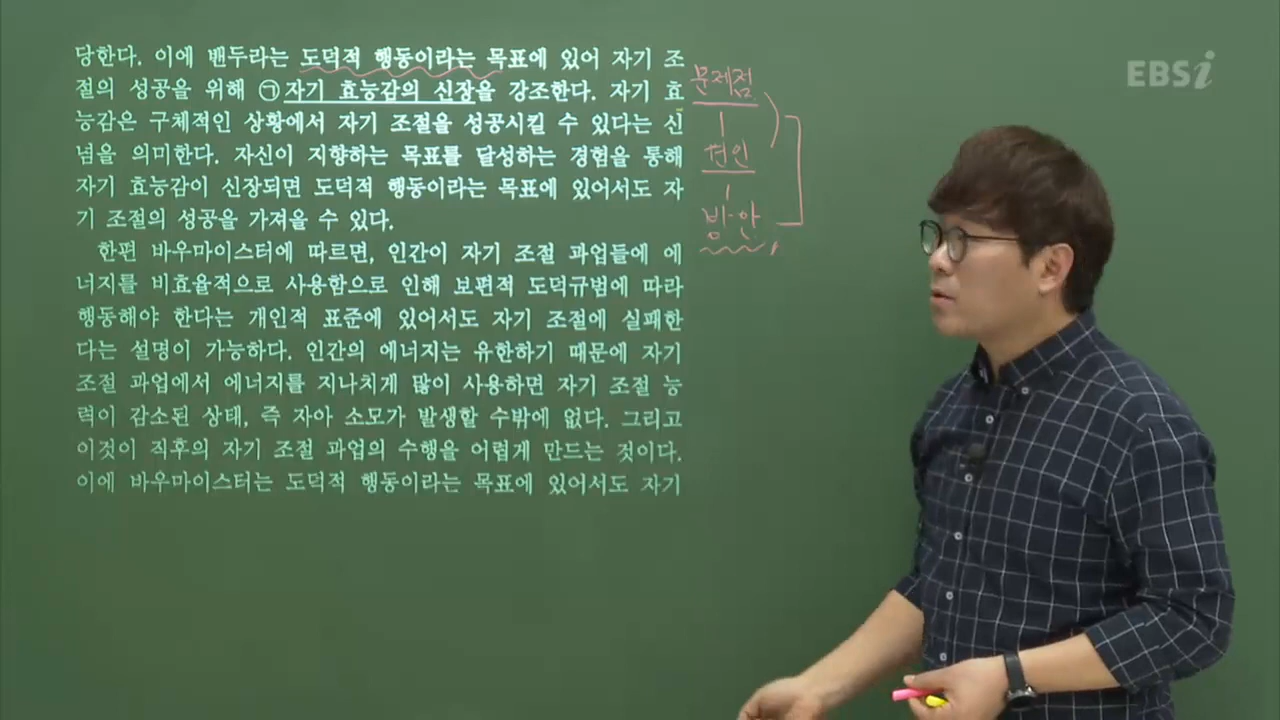 당한다. 이에 밴두라는 도덕적 행동이라는 목표에 있어 자기 조
절의 성공을 위해 ㉠자기 효능감의 신장을 강조한다. 자기 효
능감은 구체적인 상황에서 자기 조절을 성공시킬 수 있다는 신
념을 의미한다. 자신이 지향하는 목표를 달성하는 경험을 통해
자기 효능감이 신장되면 도덕적 행동이라는 목표에 있어서도 자
기 조절의 성공을 가져올 수 있다.
한편 바우마이스터에 따르면, 인간이 자기 조절 과업들에 에
너지를 비효율적으로 사용함으로 인해 보편적 도덕규범에 따라
행동해야 한다는 개인적 표준에 있어서도 자기 조절에 실패한
다는 설명이 가능하다. 인간의 에너지는 유한하기 때문에 자기
조절 과업에서 에너지를 지나치게 많이 사용하면 자기 조절 능
력이 감소된 상태, 즉 자아 소모가 발생할 수밖에 없다. 그리고
이것이 직후의 자기 조절 과업의 수행을 어렵게 만드는 것이다.
이에 바우마이스터는 도덕적 행동이라는 목표에 있어서도 자기
문제점
원인
방안
EBSi